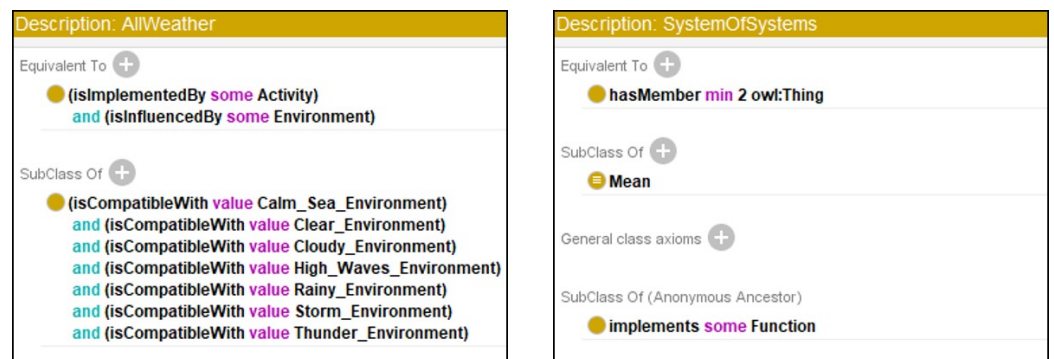 Description: AllWeather
Equivalent To
(isImplementedBy some Activity)
and (isInfluencedBy some Environment)
SubClass Of
(isCompatibleWith value Calm_Sea_Environment)
and (isCompatibleWith value Clear_Environment)
and (isCompatibleWith value Cloudy_Environment)
and (isCompatibleWith value High_Waves_Environment)
and (isCompatibleWith value Rainy_Environment)
and (isCompatibleWith value Storm_Environment)
and (isCompatibleWith value Thunder_Environment)
Description: SystemOfSystems
Equivalent To
hasMember min 2 owl:Thing
SubClass Of
Mean
General class axioms
SubClass Of (Anonymous Ancestor)
implements some Function